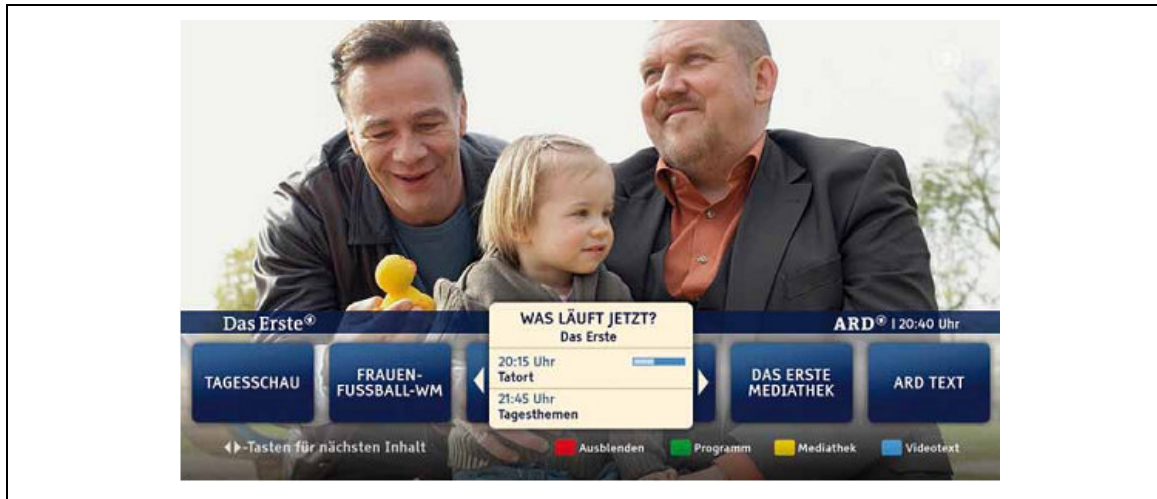 Das Erste
WAS LÄUFT JETZT?
Das Erste
ARD | 20:40 Uhr
TAGESSCHAU
FRAUEN-
FUSSBALL-WM
20:15 Uhr
Tatort
21:45 Uhr
Tagesthemen
DAS ERSTE
MEDIATHEK
ARD TEXT
-Tasten für nächsten Inhalt
Ausblenden
Programm
Mediathek
Videotext